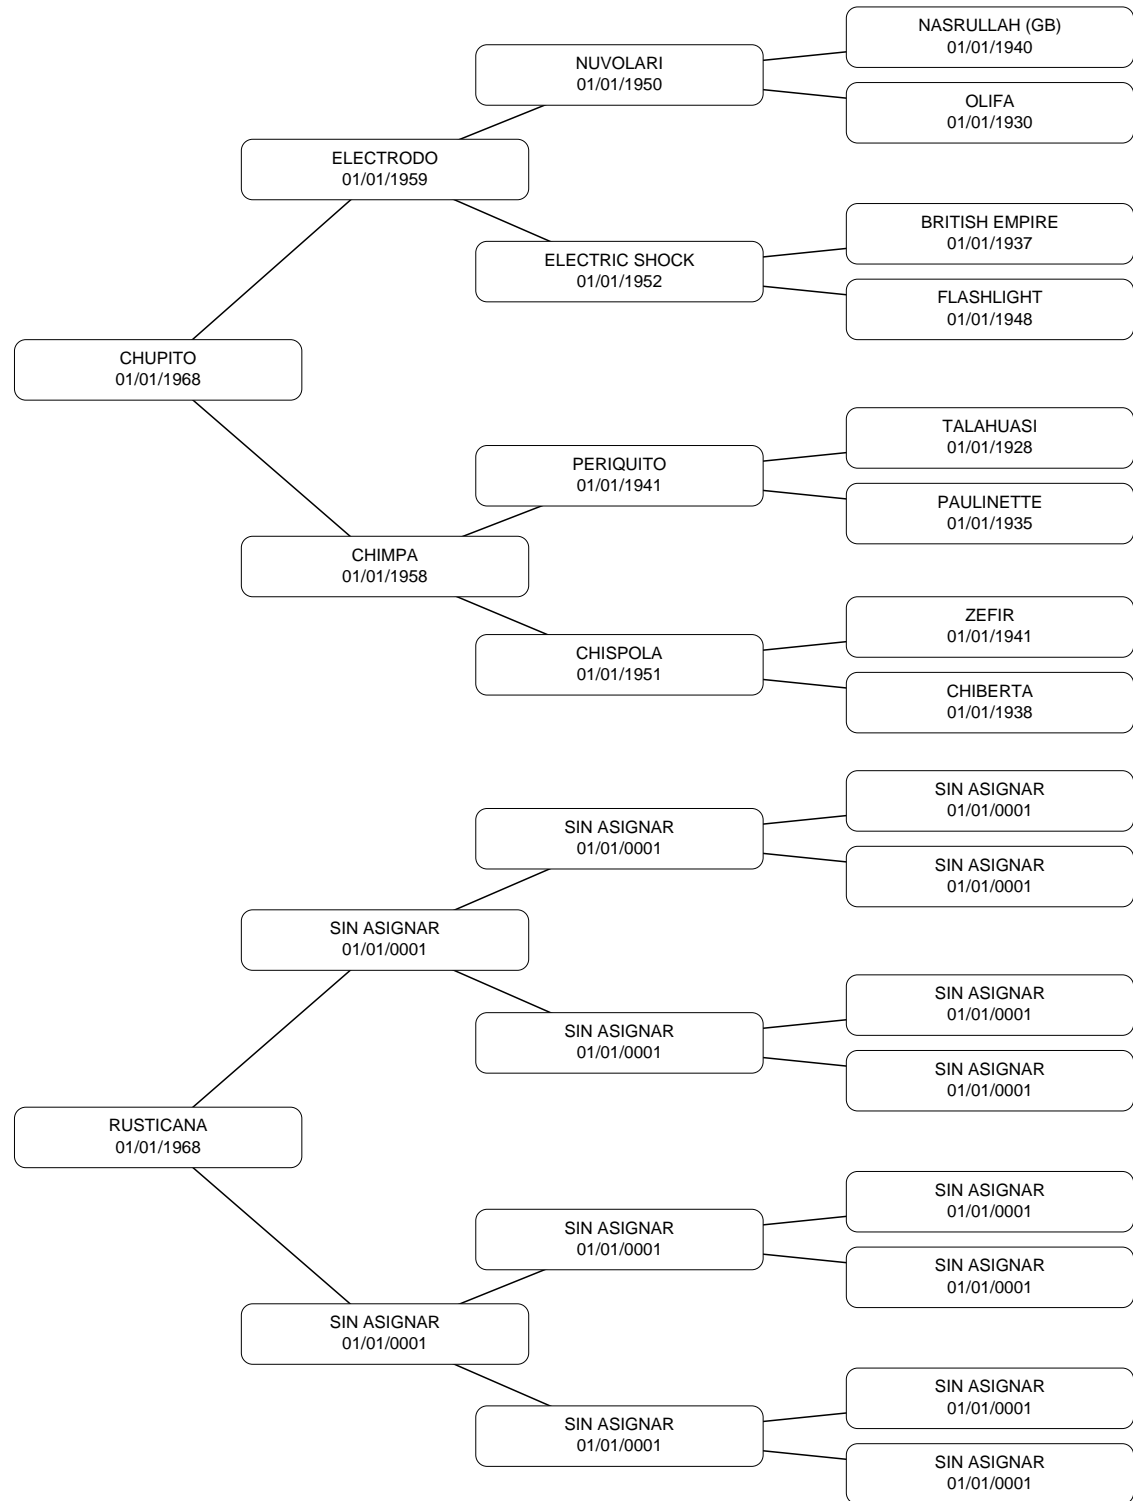 NASRULLAH (GB)
01/01/1940
NUVOLARI
01/01/1950
OLIFA
01/01/1930
ELECTRODO
01/01/1959
BRITISH EMPIRE
01/01/1937
ELECTRIC SHOCK
01/01/1952
FLASHLIGHT
01/01/1948
CHUPITO
01/01/1968
TALAHUASI
01/01/1928
PERIQUITO
01/01/1941
PAULINETTE
01/01/1935
CHIMPA
01/01/1958
ZEFIR
01/01/1941
CHISPOLA
01/01/1951
CHIBERTA
01/01/1938
SIN ASIGNAR
01/01/0001
SIN ASIGNAR
01/01/0001
SIN ASIGNAR
01/01/0001
SIN ASIGNAR
01/01/0001
SIN ASIGNAR
01/01/0001
SIN ASIGNAR
01/01/0001
SIN ASIGNAR
01/01/0001
RUSTICANA
01/01/1968
SIN ASIGNAR
01/01/0001
SIN ASIGNAR
01/01/0001
SIN ASIGNAR
01/01/0001
SIN ASIGNAR
01/01/0001
SIN ASIGNAR
01/01/0001
SIN ASIGNAR
01/01/0001
SIN ASIGNAR
01/01/0001